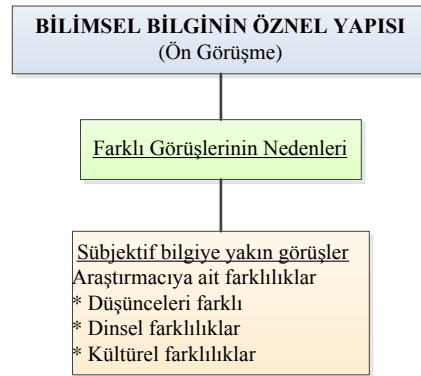 BİLİMSEL BİLGİNİN ÖZNEL YAPISI
(Ön Görüşme)
Farklı Görüşlerinin Nedenleri
Sübjektif bilgiye yakın görüşler
Araştırmacıya ait farklılıklar
* Düşünceleri farklı
* Dinsel farklılıklar
* Kültürel farklılıklar